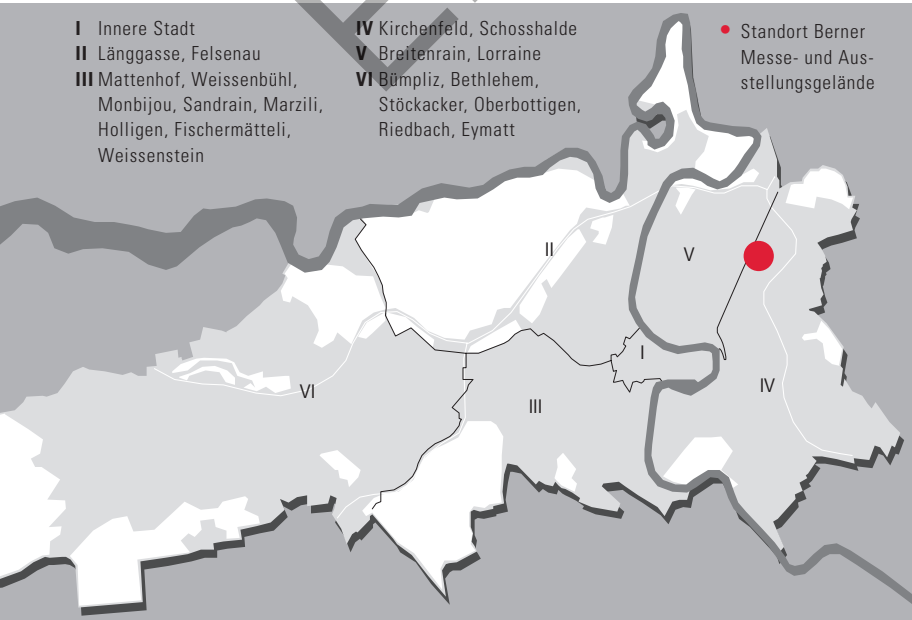 I Innere Stadt
II Länggasse, Felsenau
III Mattenhof, Weissenbühl,
Monbijou, Sandrain, Marzili,
Holligen, Fischermätteli,
Weissenstein
IV Kirchenfeld, Schosshalde
V Breitenrain, Lorraine
VI Bümpliz, Bethlehem,
Stöckacker, Oberbottigen,
Riedbach, Eymatt
Standort Berner
Messe- und Aus-
stellungsgelände
II
V
I
VI
III
IV